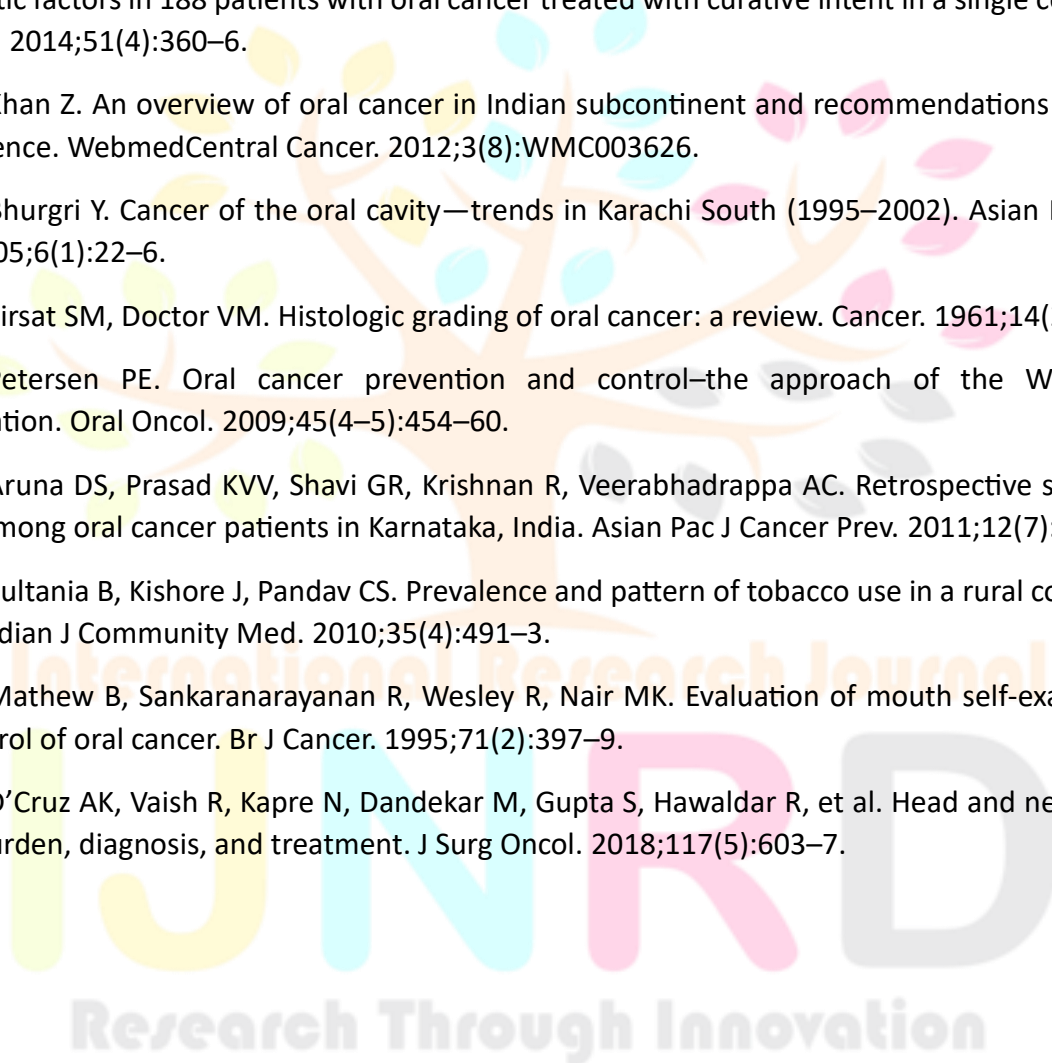 tic factors in 188 patients with oral cancer treated with curative intent in a single ce
2014;51(4):360–6.
Khan Z. An overview of oral cancer in Indian subcontinent and recommendations
ence. WebmedCentral Cancer. 2012;3(8):WMC003626.
Bhurgri Y. Cancer of the oral cavity—trends in Karachi South (1995–2002). Asian
05;6(1):22–6.
irsat SM, Doctor VM. Histologic grading of oral cancer: a review. Cancer. 1961;14(
Petersen PE. Oral cancer prevention and control–the approach of the W
ation. Oral Oncol. 2009;45(4–5):454–60.
Aruna DS, Prasad KVV, Shavi GR, Krishnan R, Veerabhadrappa AC. Retrospective s
mong oral cancer patients in Karnataka, India. Asian Pac J Cancer Prev. 2011;12(7):
ultania B, Kishore J, Pandav CS. Prevalence and pattern of tobacco use in a rural co
dian J Community Med. 2010;35(4):491–3.
International Research Journal
Mathew B, Sankaranarayanan R, Wesley R, Nair MK. Evaluation of mouth self-exa
rol of oral cancer. Br J Cancer. 1995;71(2):397–9.
D’Cruz AK, Vaish R, Kapre N, Dandekar M, Gupta S, Hawaldar R, et al. Head and ne
urden, diagnosis, and treatment. J Surg Oncol. 2018;117(5):603–7.
IJNRD
Research Through Innovation